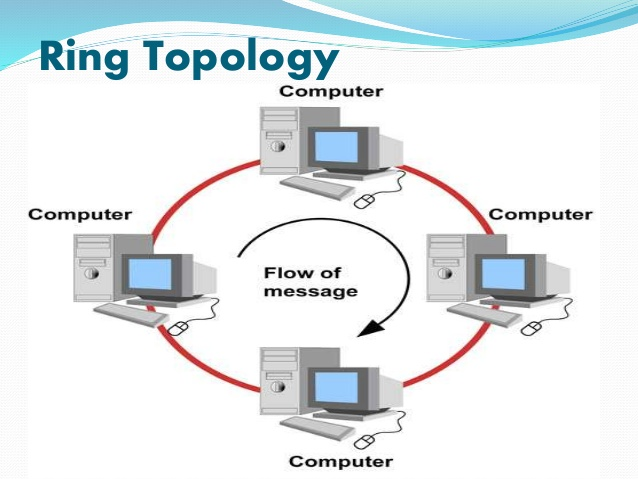 Ring Topology
Computer
Computer
Computer
Flow of
message
Computer